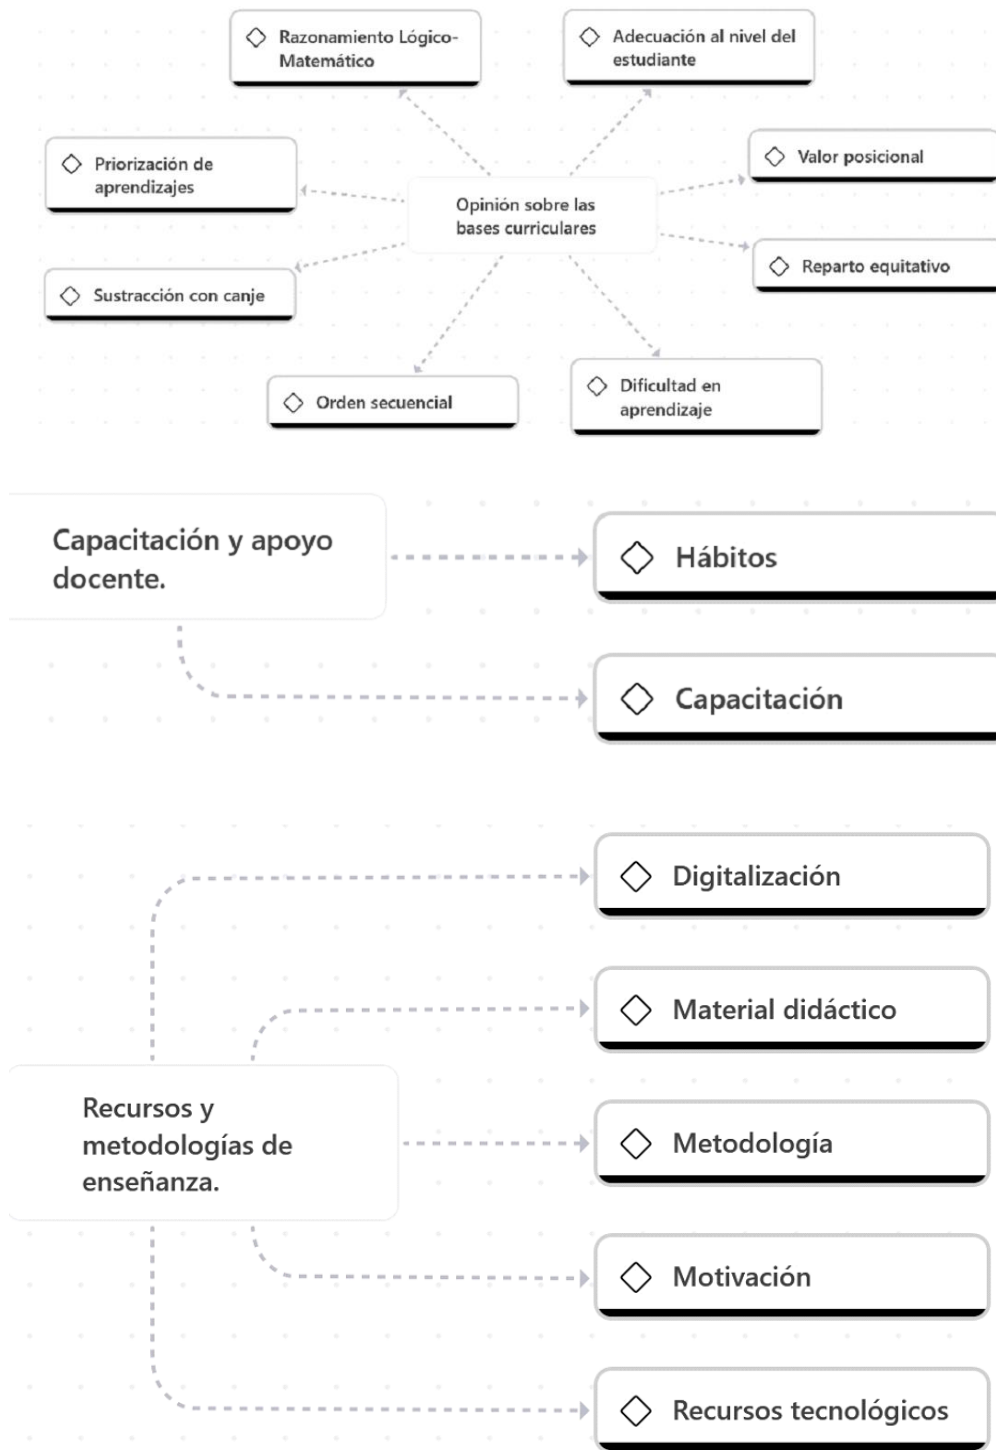 Razonamiento Lógico-
Matemático
Adecuación al nivel del
estudiante
Priorización de
aprendizajes
Valor posicional
Opinión sobre las
bases curriculares
Reparto equitativo
Sustracción con canje
Orden secuencial
Dificultad en
aprendizaje
Capacitación y apoyo
docente.
Hábitos
Capacitación
Digitalización
Material didáctico
Recursos y
metodologías de
enseñanza.
Metodología
Motivación
Recursos tecnológicos